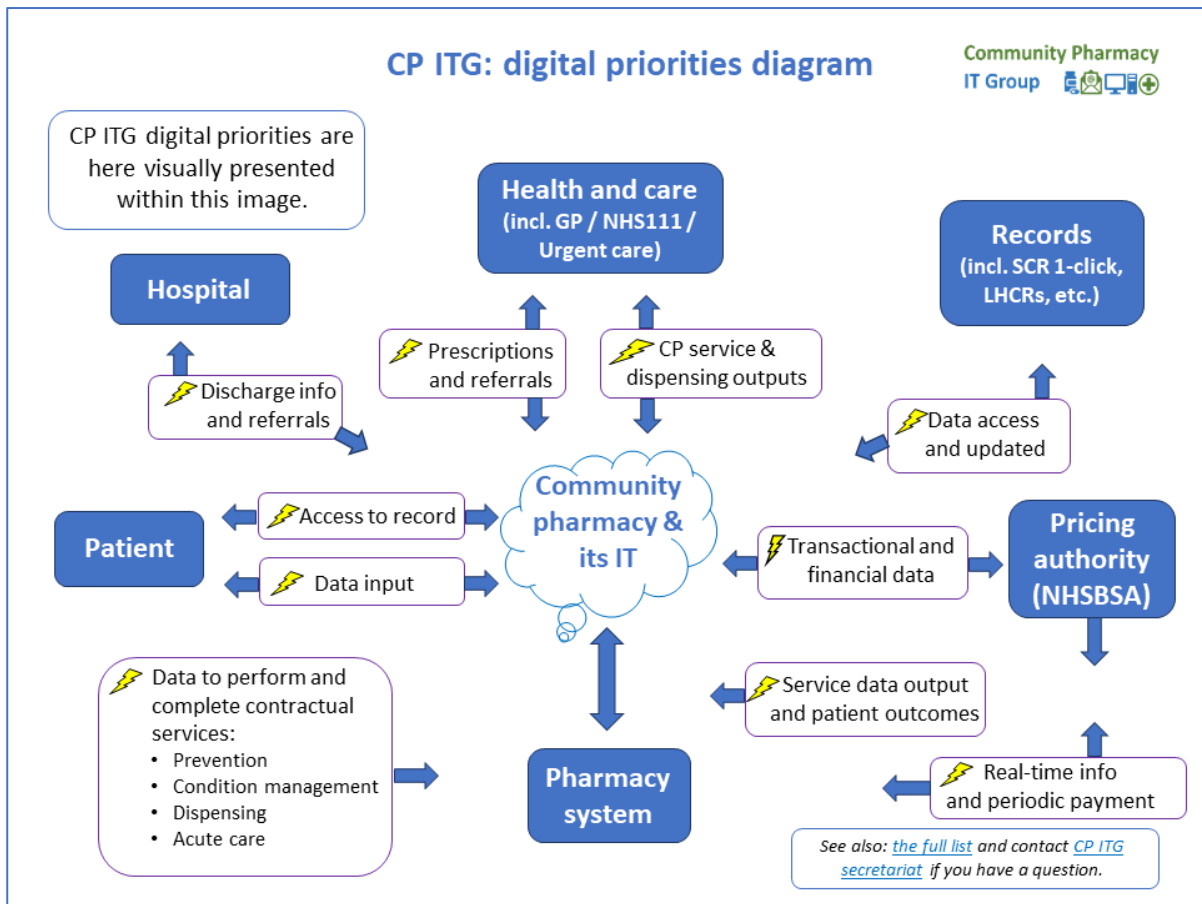 CP ITG: digital priorities diagram
Community Pharmacy
IT Group
CP ITG digital priorities are
here visually presented
within this image.
Health and care
(incl. GP / NHS111 /
Urgent care)
Records
(incl. SCR 1-click,
LHCRs, etc.)
Hospital
Prescriptions
and referrals
CP service &
dispensing outputs
Discharge info
and referrals
Data access
and updated
Community
pharmacy &
its IT
Access to record
Patient
Data input
Transactional and
financial data
Pricing
authority
(NHSBSA)
Data to perform and
complete contractual
services:
• Prevention
• Condition management
• Dispensing
• Acute care
Service data output
and patient outcomes
Pharmacy
system
Real-time info
and periodic payment
See also: the full list and contact CP ITG
secretariat if you have a question.